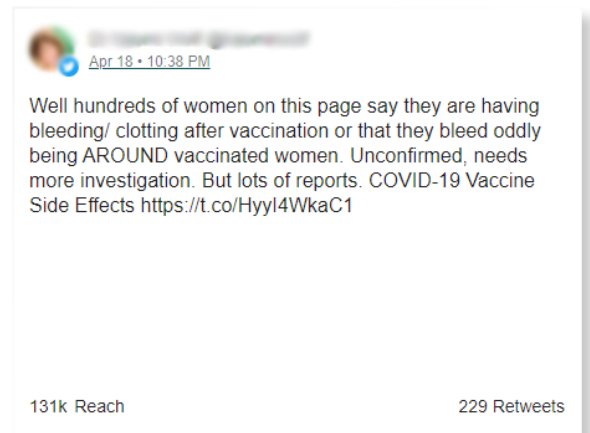 Apr 18 • 10:38 PM
Well hundreds of women on this page say they are having
bleeding/ clotting after vaccination or that they bleed oddly
being AROUND vaccinated women. Unconfirmed, needs
more investigation. But lots of reports. COVID-19 Vaccine
Side Effects https://t.co/HyyI4WkaC1
131k Reach
229 Retweets